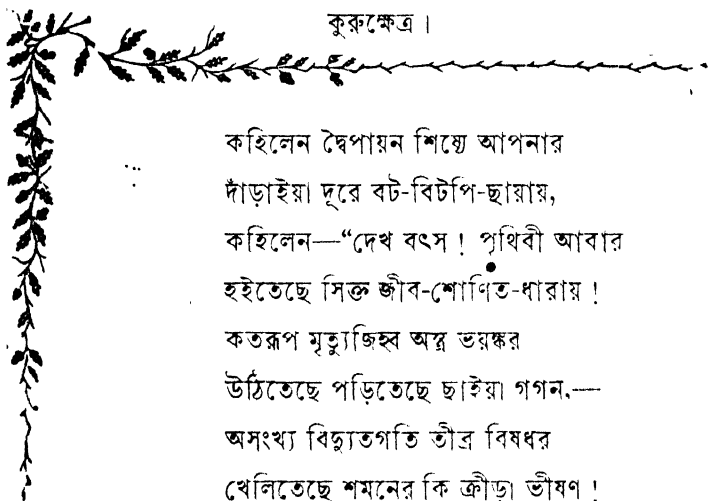 কুরুক্ষেত্র।
কহিলেন দ্বৈপায়ন শিষ্যে আপনার
দাঁড়াইয়া দূরে বট-বিটপি-ছায়ায়,
কহিলেন—“দেখ বৎস ! পৃথিবী আবার
হইতেছে সিক্ত জীব-শোণিত-ধারায় !
কতরূপ মৃত্যুজিহ্ব অস্ত্র ভয়ঙ্কর
উঠিতেছে পড়িতেছে ছাইয়া গগন,—
অসংখ্য বিদ্যুতগতি তীব্র বিষধর
খেলিতেছে শমনের কি ক্রীড়া ভীষণ !